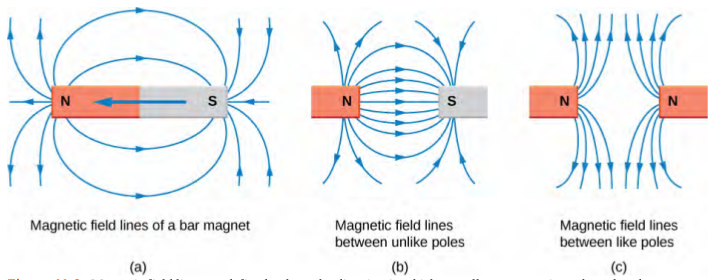 N S
N S
N N
Magnetic field lines of a bar magnet
(a)
Magnetic field lines
between unlike poles
(b)
Magnetic field lines
between like poles
(c)